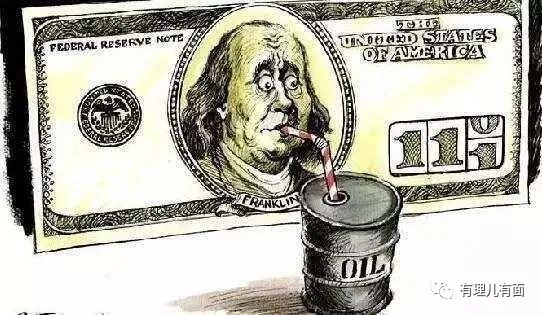 FEDERAL RESERVE NOTE
THE
UNITED STATES
OF AMERICA
FRANKLIN
OIL
有理儿有面